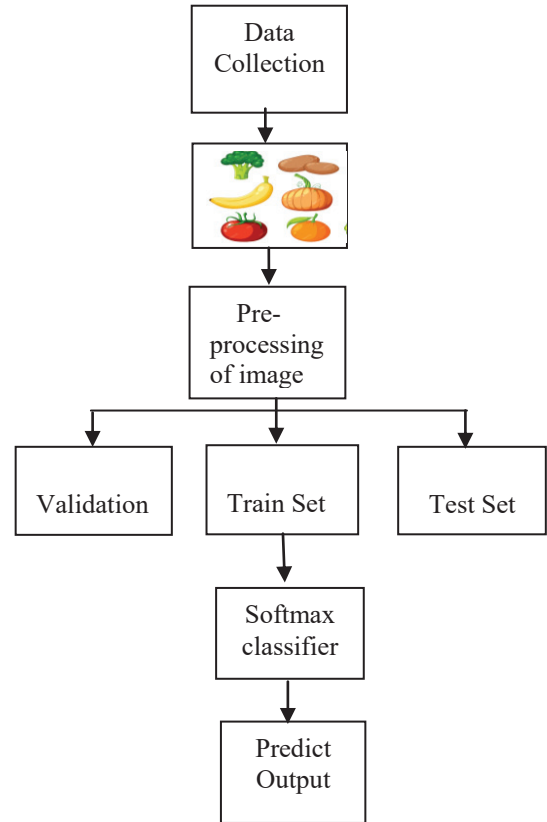 Data
Collection
Pre-
processing
of image
Validation
Train Set
Test Set
Softmax
classifier
Predict
Output